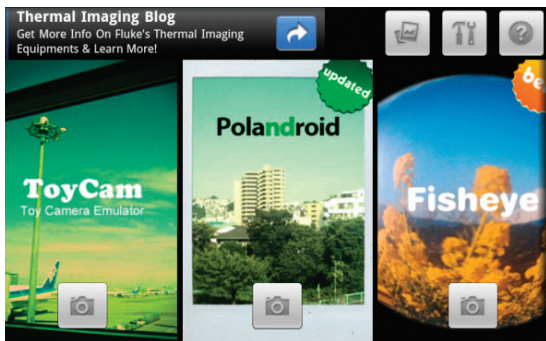 Thermal Imaging Blog
Get More Info On Fluke's Thermal Imaging
Equipments & Learn More!
?
updated
be
Polandroid
ToyCam
Toy Camera Emulator
Fisheye